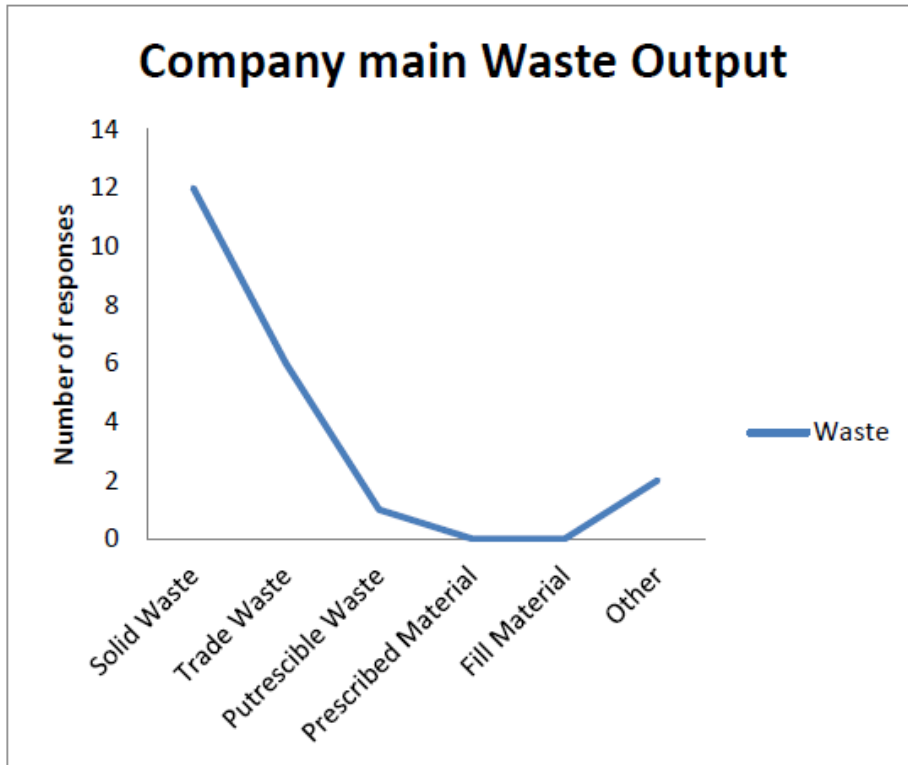 Company main Waste Output
Number of responses
14
12
10
8
6
4
2
0
Solid Waste
Trade Waste
Putrescible Waste
Prescribed Material
Fill Material
Other
Waste